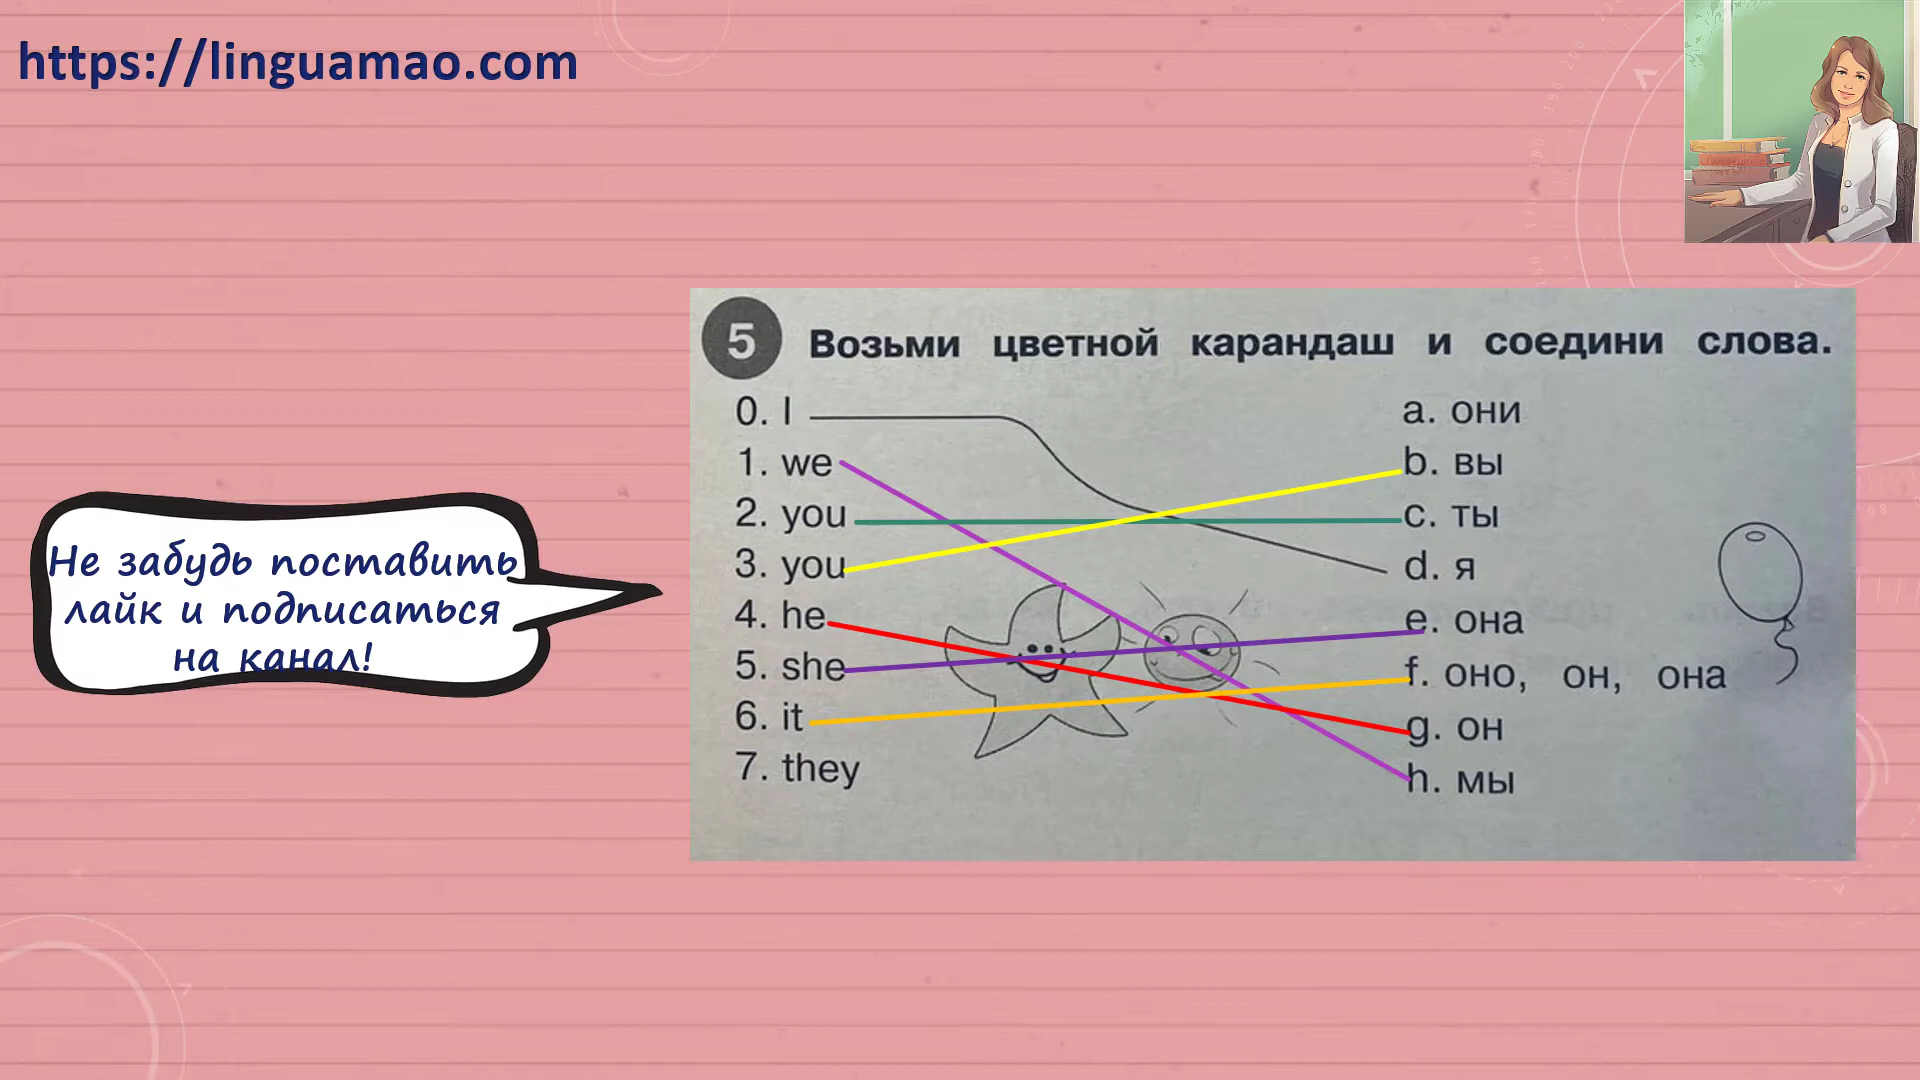 https://linguamao.com
5 Возьми цветной карандаш и соедини слова.
0. I
1. we
2. you
3. you
4. he
5. she
6. it
7. they
a. они
b. вы
c. ты
d. я
e. она
f. оно, он, она
g. он
h. мы
Не забудь поставить
лайк и подписаться
на канал!